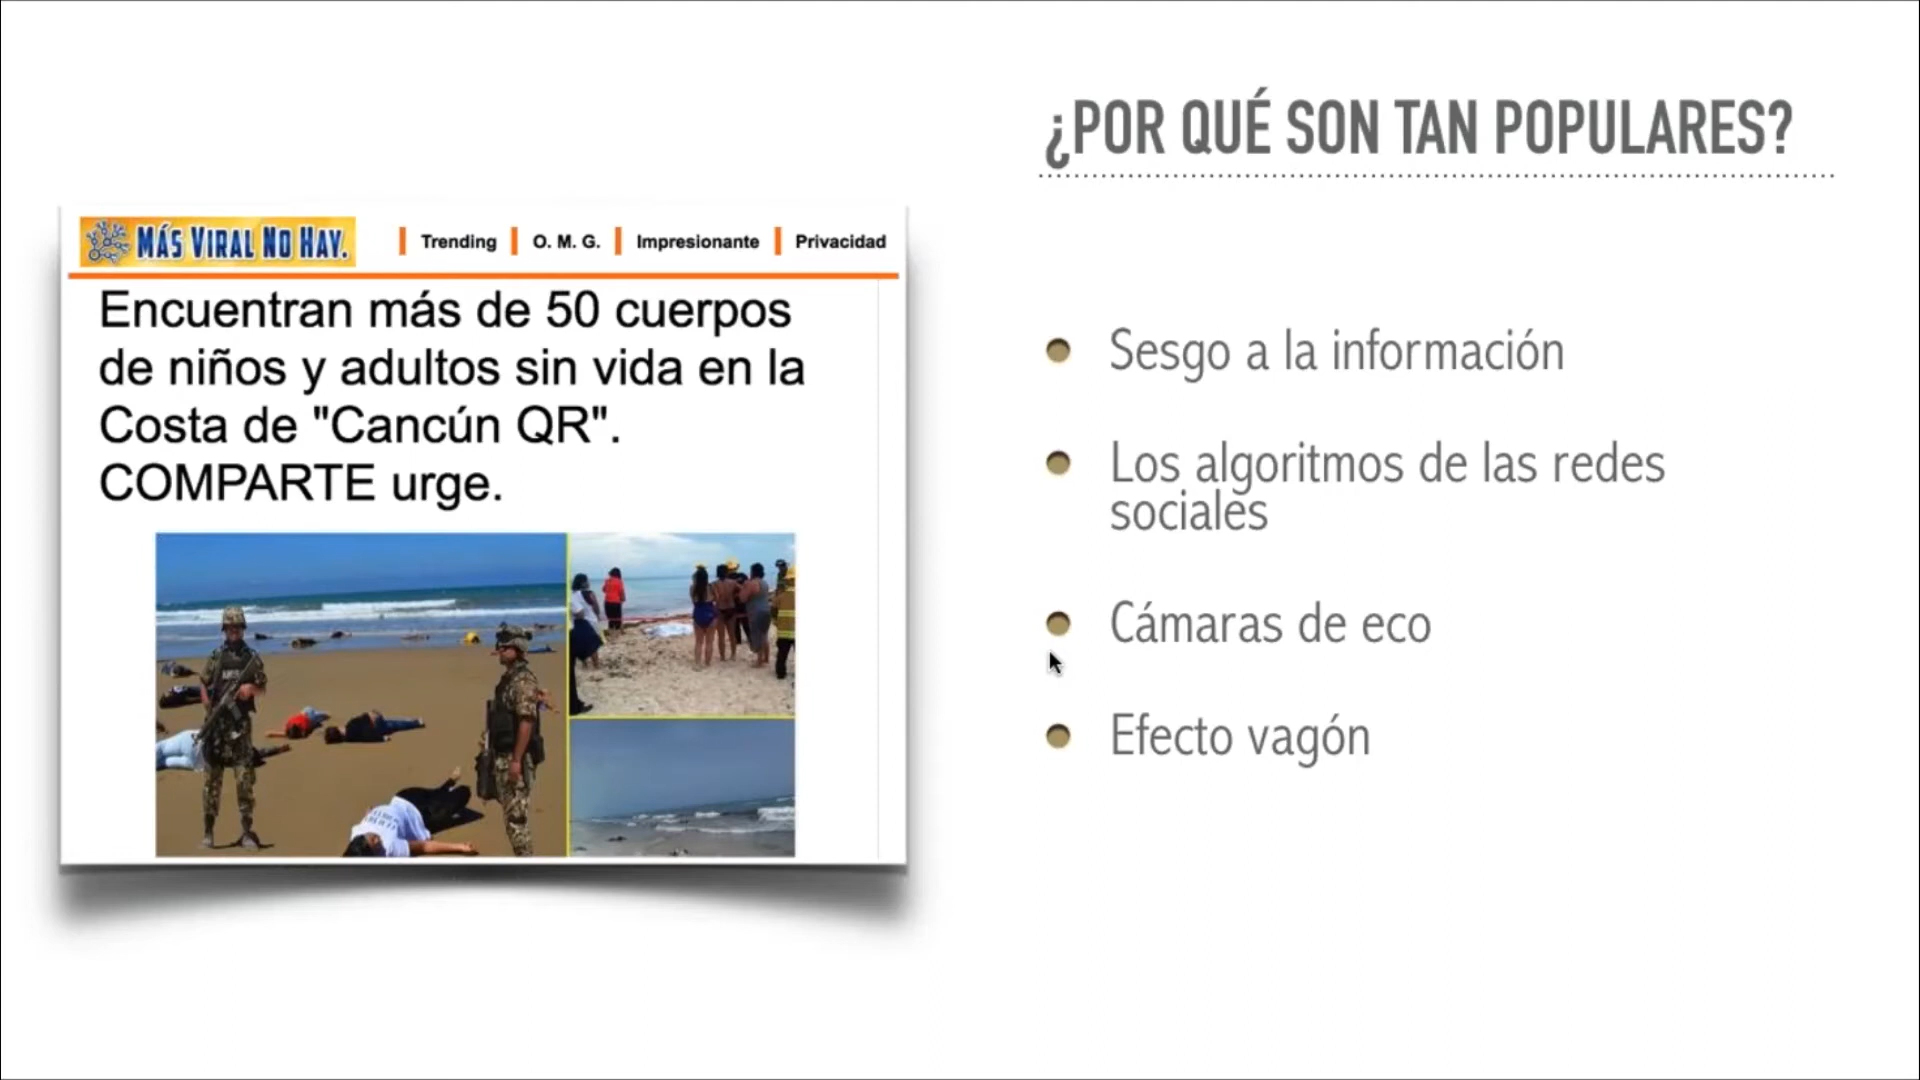 ¿POR QUÉ SON TAN POPULARES?
MÁS VIRAL NO HAY.
Trending
O. M. G.
Impresionante
Privacidad
Encuentran más de 50 cuerpos
de niños y adultos sin vida en la
Costa de "Cancún QR".
COMPARTE urge.
Sesgo a la información
Los algoritmos de las redes
sociales
Cámaras de eco
Efecto vagón